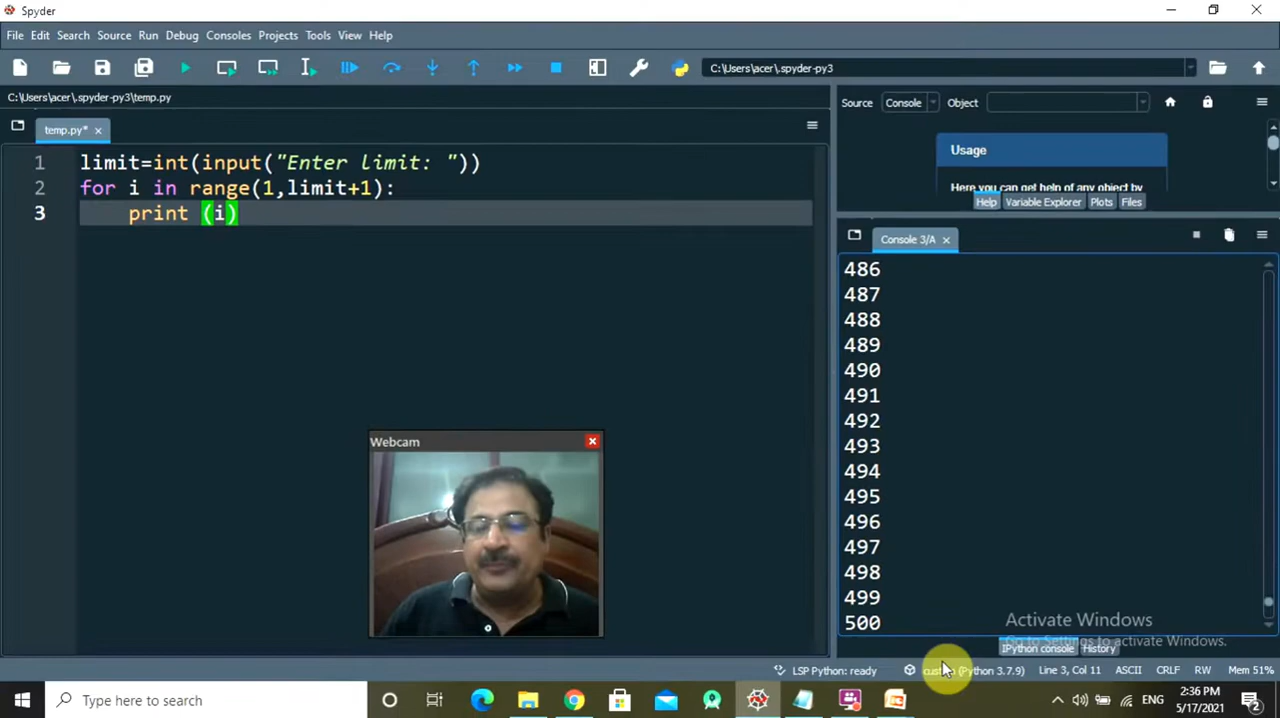 Spyder
File Edit Search Source Run Debug Consoles Projects Tools View Help
C:\Users\acer\.spyder-py3
C:\Users\acer\.spyder-py3\temp.py
Source Console Object
temp.py*
Usage
Here you can get help of any object by
Help Variable Explorer Plots Files
1 limit=int(input("Enter limit: "))
2 for i in range(1,limit+1):
3 print (i)
Console 3/A
486
487
488
489
490
491
492
493
494
495
496
497
498
499
500
Webcam
Activate Windows
Go to Settings to activate Windows.
IPython console History
LSP Python: ready (Python 3.7.9) Line 3, Col 11 ASCII CRLF RW Mem 51%
Type here to search
ENG
2:36 PM
5/17/2021
2